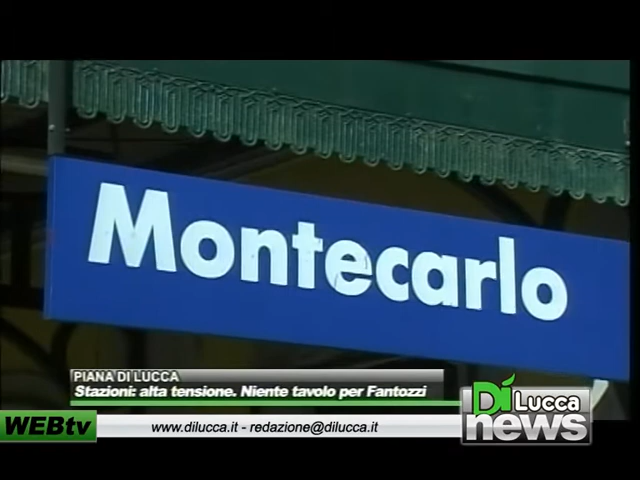 Montecarlo
PIANA DI LUCCA
Stazioni: alta tensione. Niente tavolo per Fantozzi
Dì LUCCA
news
WEBtv
www.dilucca.it - redazione@dilucca.it